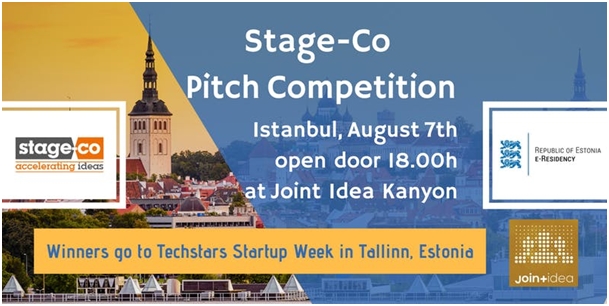 Stage-Co
Pitch Competition
Istanbul, August 7th
open door 18.00h
at Joint Idea Kanyon
stage-co
accelerating ideas
REPUBLIC OF ESTONIA
E-RESIDENCY
Winners go to Techstars Startup Week in Tallinn, Estonia
join+idea